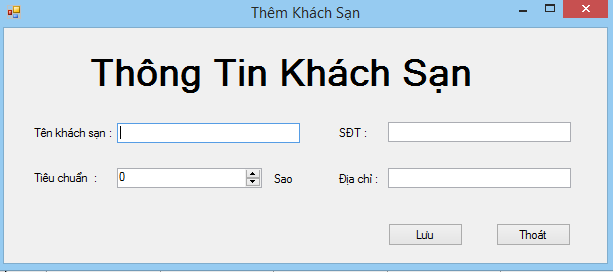 Thêm Khách Sạn
Thông Tin Khách Sạn
Tên khách sạn : SĐT :
Tiêu chuẩn : 0 Sao Địa chỉ :
Lưu Thoát